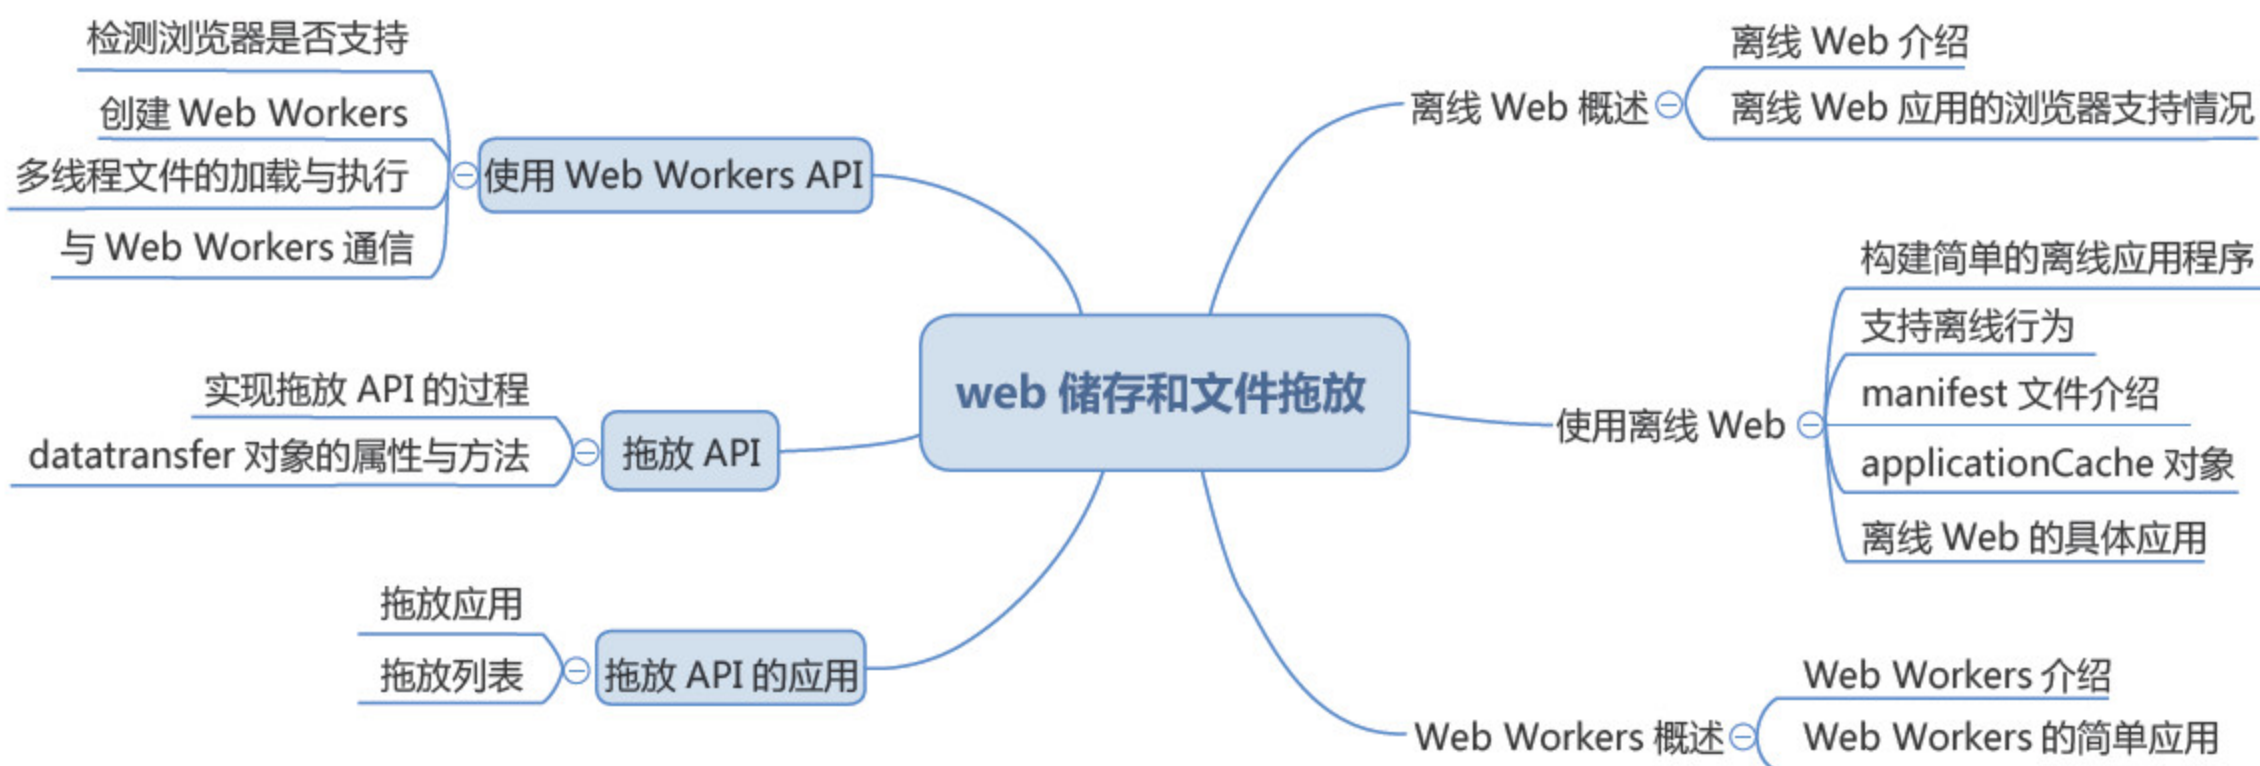 web 储存和文件拖放
离线 Web 概述
离线 Web 介绍
离线 Web 应用的浏览器支持情况
使用离线 Web
构建简单的离线应用程序
支持离线行为
manifest 文件介绍
applicationCache 对象
离线 Web 的具体应用
Web Workers 概述
Web Workers 介绍
Web Workers 的简单应用
使用 Web Workers API
检测浏览器是否支持
创建 Web Workers
多线程文件的加载与执行
与 Web Workers 通信
拖放 API
实现拖放 API 的过程
datatransfer 对象的属性与方法
拖放 API 的应用
拖放应用
拖放列表